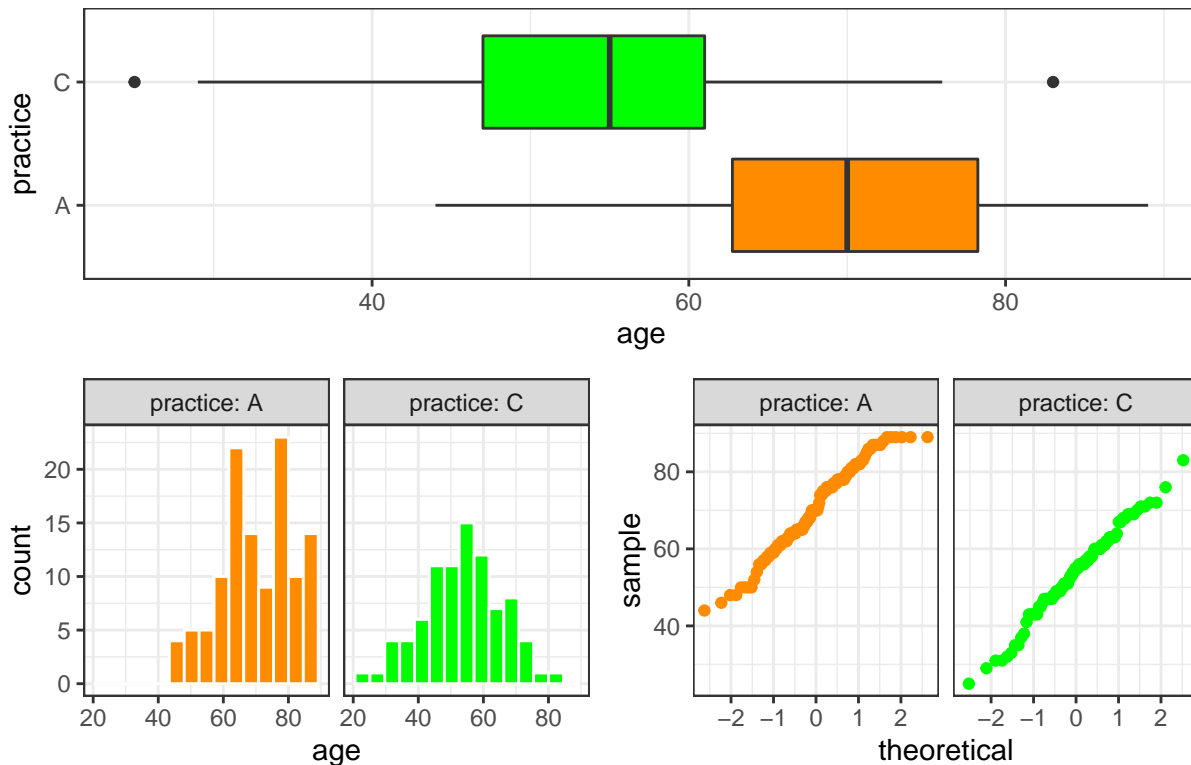 practice
C
A
40 60 80
age
practice: A practice: C
count
20
15
10
5
0
20 40 60 80 20 40 60 80
age
practice: A practice: C
sample
80
60
40
−2 −1 0 1 2 −2 −1 0 1 2
theoretical